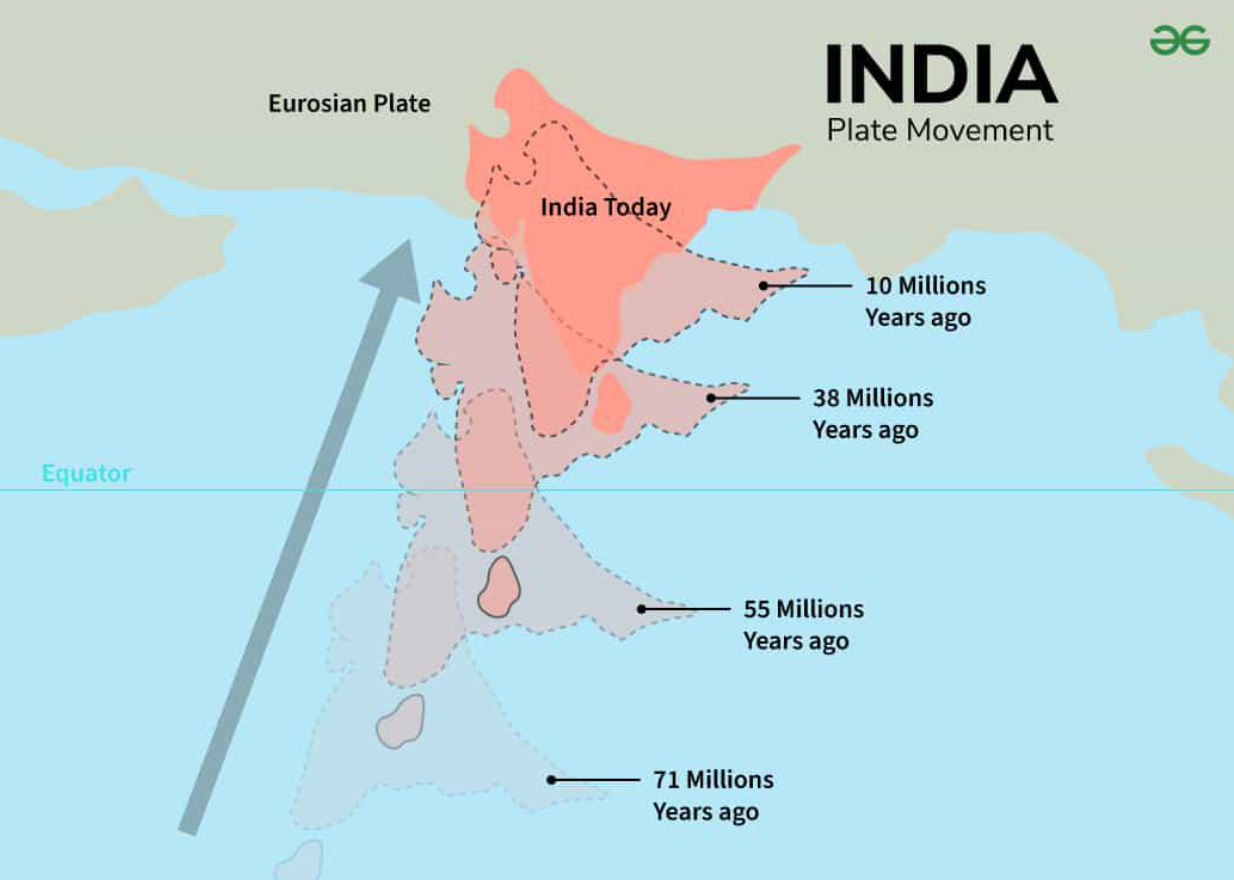 INDIA
Plate Movement
Eurosian Plate
India Today
10 Millions
Years ago
38 Millions
Years ago
Equator
55 Millions
Years ago
71 Millions
Years ago